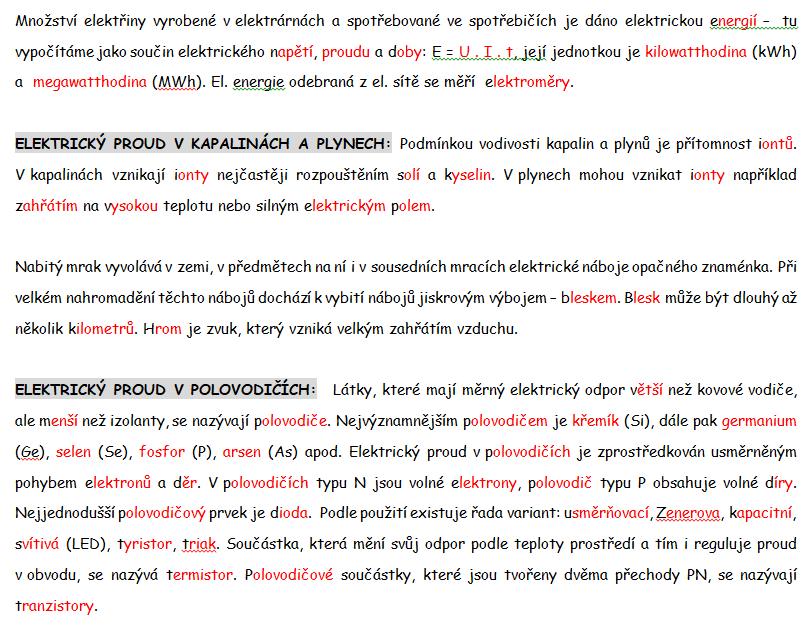 Množství elektřiny vyrobené v elektrárnách a spotřebované ve spotřebičích je dáno elektrickou energií – tu
vypočítáme jako součin elektrického napětí, proudu a doby: E = U . I . t, její jednotkou je kilowatthodina (kWh)
a megawatthodina (MWh). El. energie odebraná z el. sítě se měří elektroměry.
ELEKTRICKÝ PROUD V KAPALINÁCH A PLYNECH: Podmínkou vodivosti kapalin a plynů je přítomnost iontů.
V kapalinách vznikají ionty nejčastěji rozpouštěním solí a kyselin. V plynech mohou vznikat ionty například
zahřátím na vysokou teplotu nebo silným elektrickým polem.
Nabitý mrak vyvolává v zemi, v předmětech na ní i v sousedních mracích elektrické náboje opačného znaménka. Při
velkém nahromadění těchto nábojů dochází k vybití nábojů jiskrovým výbojem – bleskem. Blesk může být dlouhý až
několik kilometrů. Hrom je zvuk, který vzniká velkým zahřátím vzduchu.
ELEKTRICKÝ PROUD V POLOVODIČÍCH: Látky, které mají měrný elektrický odpor větší než kovové vodiče,
ale menší než izolanty, se nazývají polovodiče. Nejvýznamnějším polovodičem je křemík (Si), dále pak germanium
(Ge), selen (Se), fosfor (P), arsen (As) apod. Elektrický proud v polovodičích je zprostředkován usměrněným
pohybem elektronů a děr. V polovodičích typu N jsou volné elektrony, polovodič typu P obsahuje volné díry.
Nejjednodušší polovodičový prvek je dioda. Podle použití existuje řada variant: usměrňovací, Zenerova, kapacitní,
svítivá (LED), tyristor, triak. Součástka, která mění svůj odpor podle teploty prostředí a tím i reguluje proud
v obvodu, se nazývá termistor. Polovodičové součástky, které jsou tvořeny dvěma přechody PN, se nazývají
tranzistory.